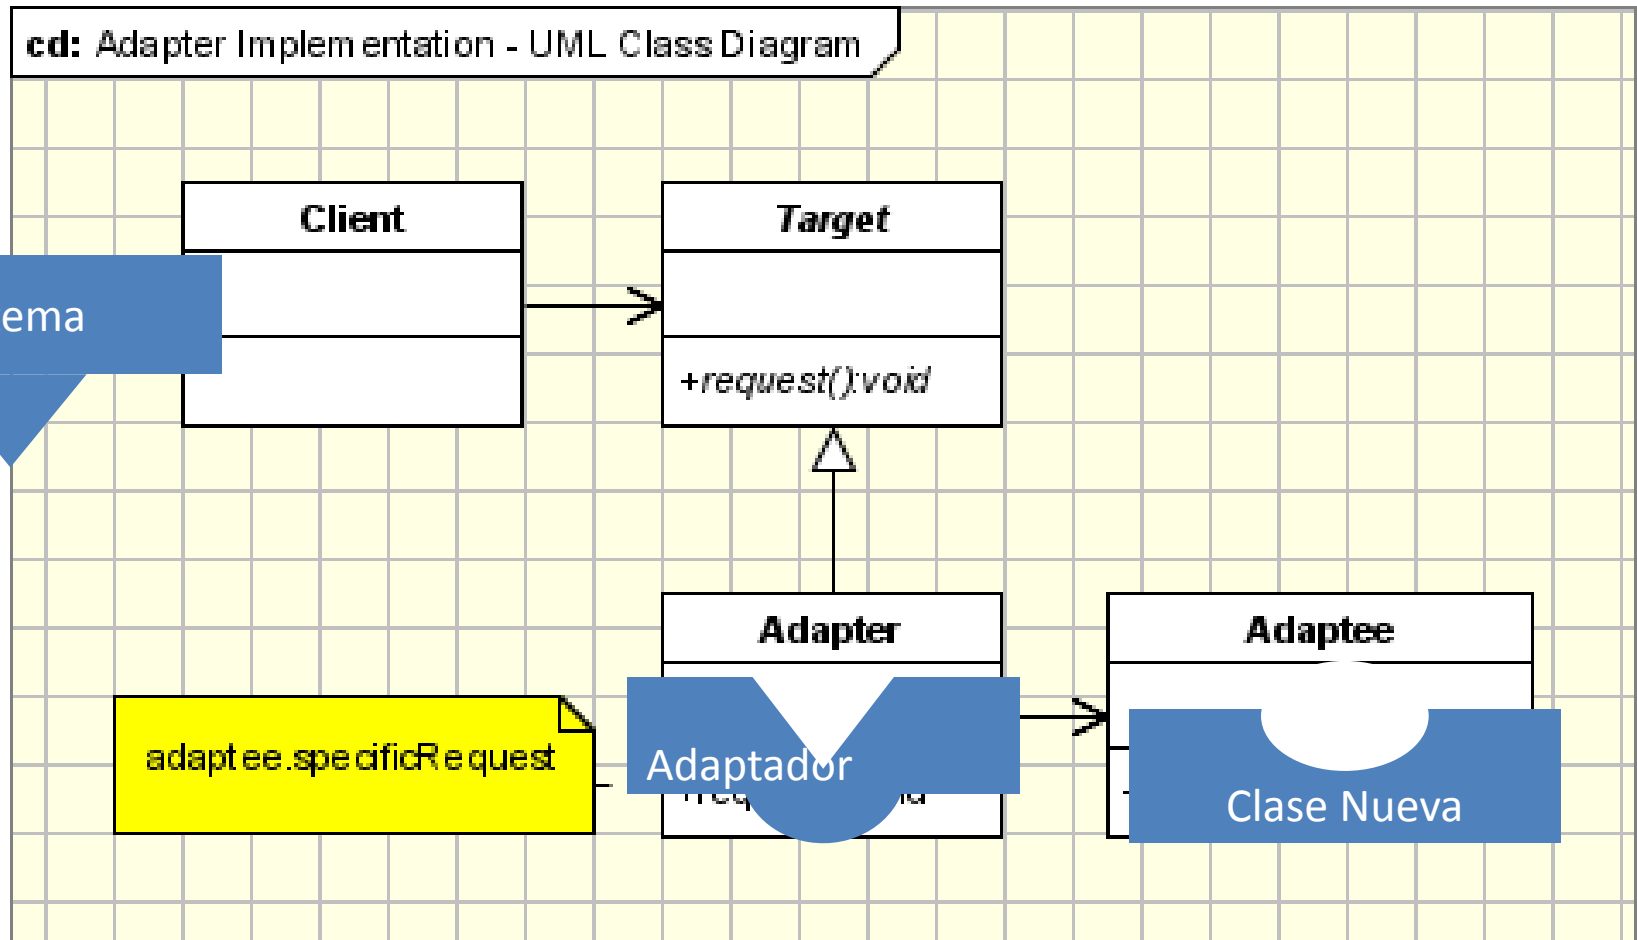 cd: Adapter Implementation - UML Class Diagram
Client
Target
ema
+request():void
Adapter
Adaptee
adaptee.specificRequest
Adaptador
Clase Nueva